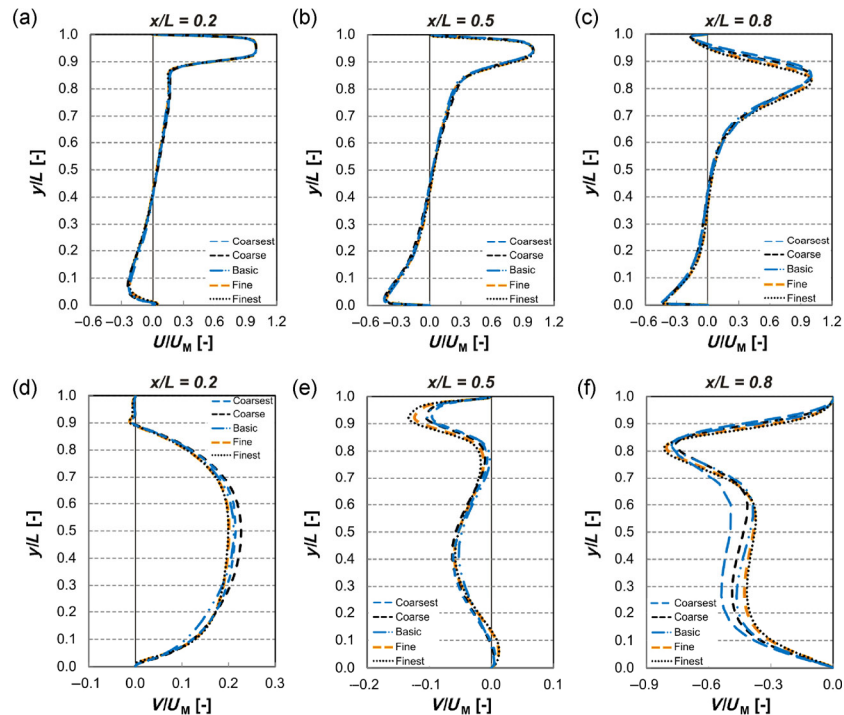 (a) x/L = 0.2
y/L [-]
1.0
0.9
0.8
0.7
0.6
0.5
0.4
0.3
0.2
0.1
0.0
Coarsest
Coarse
Basic
Fine
Finest
–0.6 –0.3 0.0 0.3 0.6 0.9 1.2
U/UM [-]
(b) x/L = 0.5
y/L [-]
1.0
0.9
0.8
0.7
0.6
0.5
0.4
0.3
0.2
0.1
0.0
Coarsest
Coarse
Basic
Fine
Finest
–0.6 –0.3 0.0 0.3 0.6 0.9 1.2
U/UM [-]
(c) x/L = 0.8
y/L [-]
1.0
0.9
0.8
0.7
0.6
0.5
0.4
0.3
0.2
0.1
0.0
Coarsest
Coarse
Basic
Fine
Finest
–0.6 –0.3 0.0 0.3 0.6 0.9 1.2
U/UM [-]
(d) x/L = 0.2
y/L [-]
1.0
0.9
0.8
0.7
0.6
0.5
0.4
0.3
0.2
0.1
0.0
Coarsest
Coarse
Basic
Fine
Finest
–0.1 0.0 0.1 0.2 0.3
V/UM [-]
(e) x/L = 0.5
y/L [-]
1.0
0.9
0.8
0.7
0.6
0.5
0.4
0.3
0.2
0.1
0.0
Coarsest
Coarse
Basic
Fine
Finest
–0.2 –0.1 0.0 0.1
V/UM [-]
(f) x/L = 0.8
y/L [-]
1.0
0.9
0.8
0.7
0.6
0.5
0.4
0.3
0.2
0.1
0.0
Coarsest
Coarse
Basic
Fine
Finest
–0.9 –0.6 –0.3 –0.0
V/UM [-]